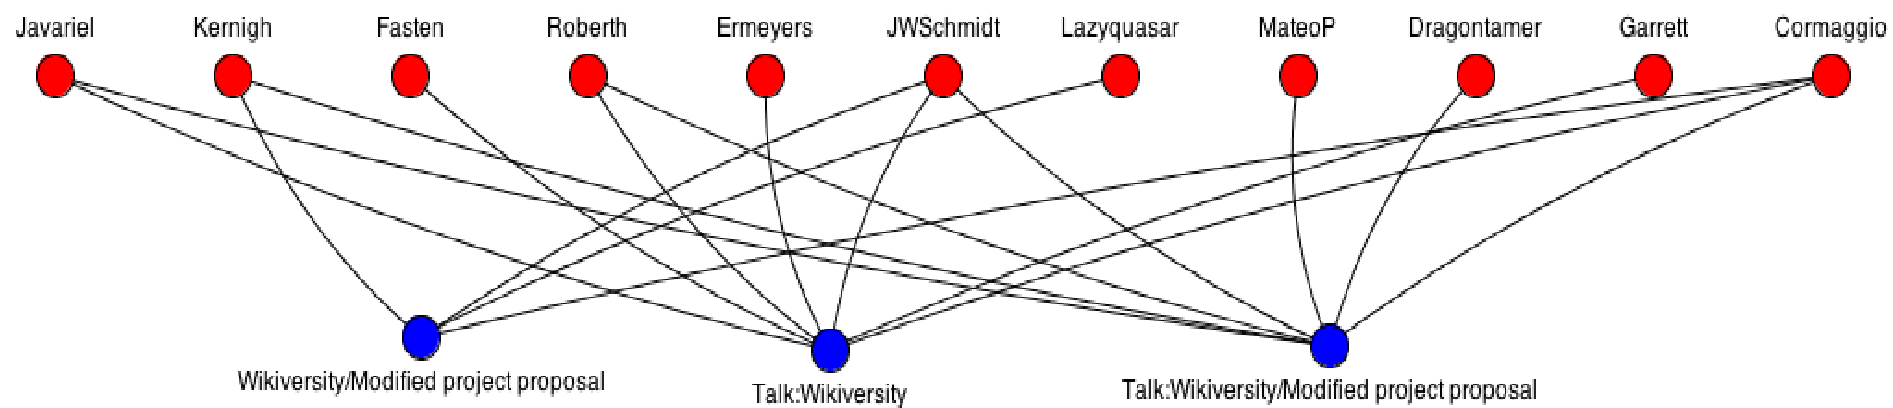 Javariel Kernigh Fasten Roberth Ermeyers JWSchmidt Lazyquasar MateoP Dragontamer Garrett Cormaggio
Wikiversity/Modified project proposal
Talk:Wikiversity
Talk:Wikiversity/Modified project proposal